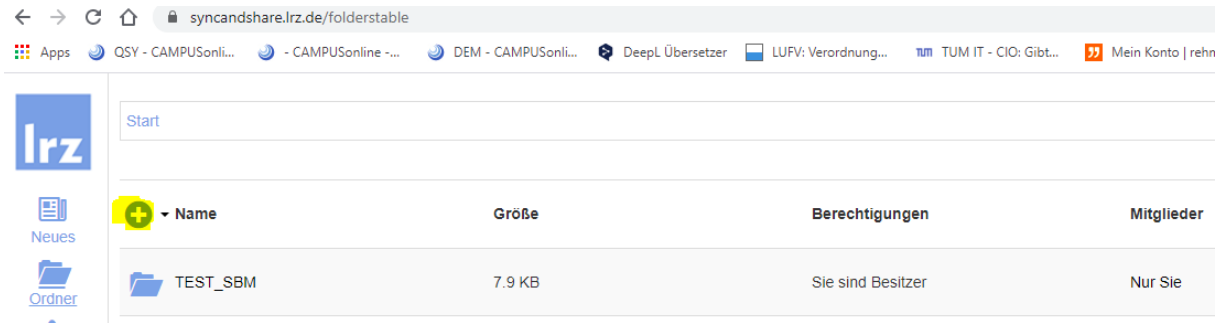 syncandshare.lrz.de/folderstable
Apps QSY - CAMPUSonli... - CAMPUSonline -... DEM - CAMPUSonli... DeepL Übersetzer LUFV: Verordnung... TUM TUM IT - CIO: Gibt... Mein Konto | rehn
lrz
Start
Neues
Name Größe Berechtigungen Mitglieder
Ordner
TEST_SBM 7.9 KB Sie sind Besitzer Nur Sie